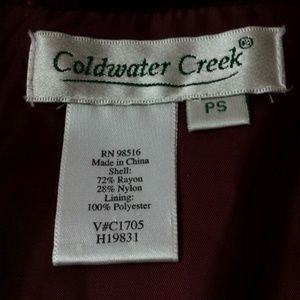 Coldwater Creek®
PS
RN 98516
Made in China
Shell:
72% Rayon
28% Nylon
Lining:
100% Polyester
V#C1705
H19831